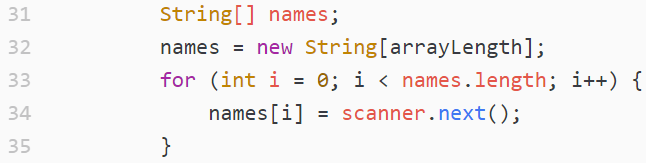 31 String[] names;
32 names = new String[arrayLength];
33 for (int i = 0; i < names.length; i++) {
34 names[i] = scanner.next();
35 }